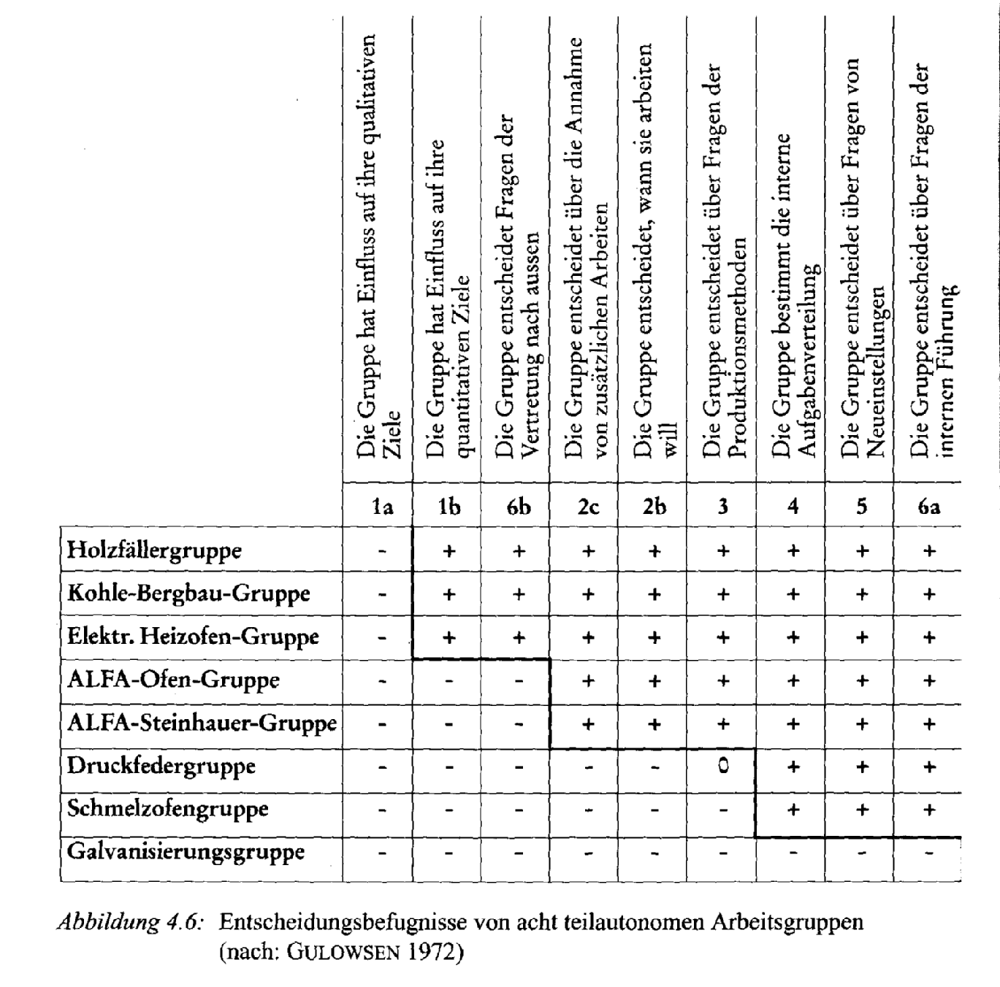 Die Gruppe hat Einfluss auf ihre qualitativen
Ziele
Die Gruppe hat Einfluss auf ihre
quantitativen Ziele
Die Gruppe entscheidet Fragen der
Vertretung nach aussen
Die Gruppe entscheidet über die Annahme
von zusätzlichen Arbeiten
Die Gruppe entscheidet, wann sie arbeiten
will
Die Gruppe entscheidet über Fragen der
Produktionsmethoden
Die Gruppe bestimmt die interne
Aufgabenverteilung
Die Gruppe entscheidet über Fragen von
Neueinstellungen
Die Gruppe entscheidet über Fragen der
internen Führung
1a 1b 6b 2c 2b 3 4 5 6a
Holzfällergruppe - + + + + + + + +
Kohle-Bergbau-Gruppe - + + + + + + + +
Elektr. Heizofen-Gruppe - + + + + + + + +
ALFA-Ofen-Gruppe - - - + + + + + +
ALFA-Steinhauer-Gruppe - - - + + + + + +
Druckfedergruppe - - - - - 0 + + +
Schmelzofengruppe - - - - - - + + +
Galvanisierungsgruppe - - - - - - - - -
Abbildung 4.6: Entscheidungsbefugnisse von acht teilautonomen Arbeitsgruppen
(nach: GULOWSEN 1972)